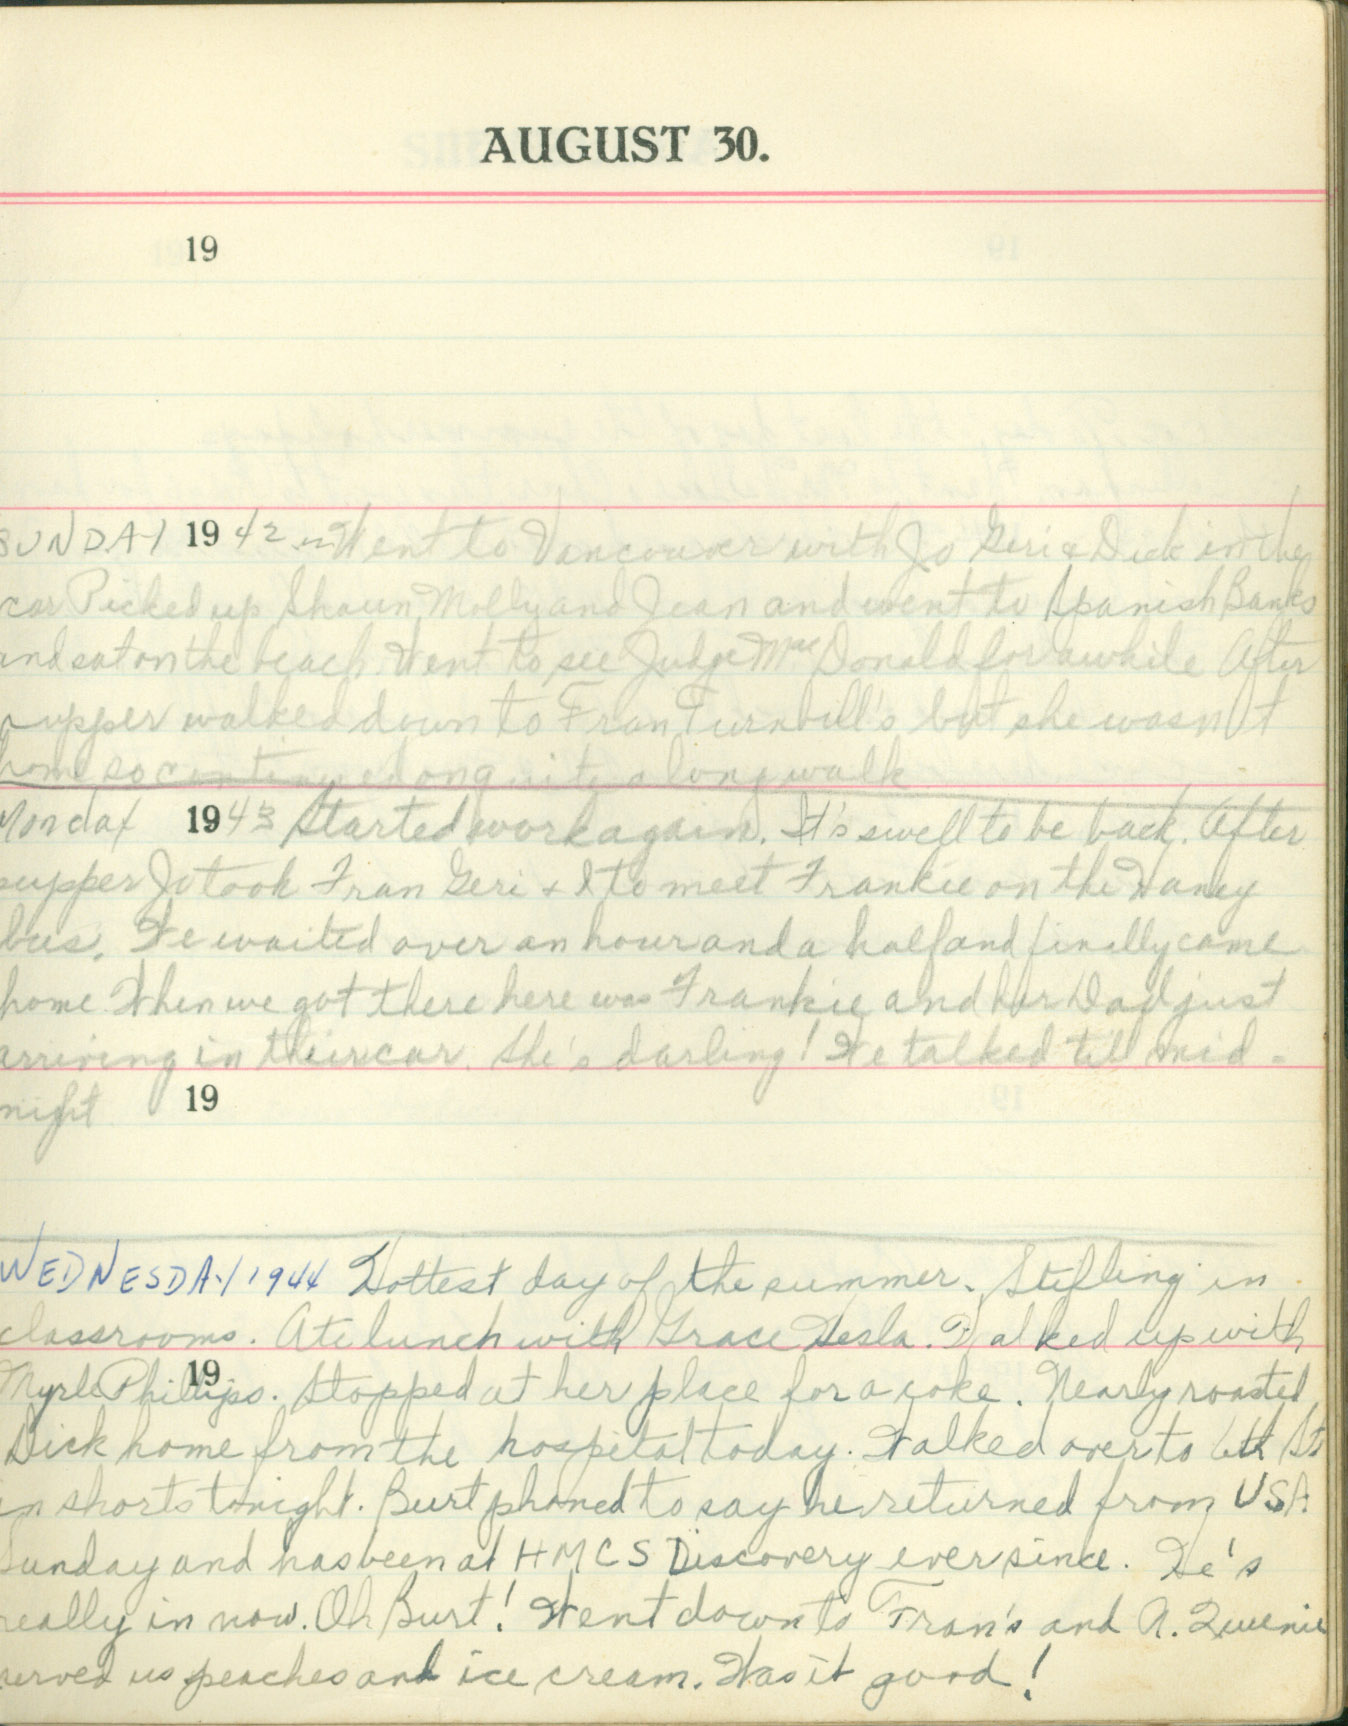 AUGUST 30.
19
SUNDAY 1942 Went to Vancouver with Jo Geri & Dick in the
car Picked up Shaun Molly and Jean and went to Spanish Banks
and sat on the beach. Went to see Judge MacDonald for awhile After
supper walked down to Fran Turnbill's but she wasn't
home so continued on quite a long walk
Monday 1943 Started work again. It's swell to be back. After
supper Jo took Fran Geri & I to meet Frankie on the Haney
bus. We waited over an hour and a half and finally came
home. When we got there here was Frankie and her Dad just
arriving in their car. She's darling! We talked till mid-
night
19
WEDNESDAY 1944 Hottest day of the summer. Stifling in
classrooms. Ate lunch with Grace Hesla. Walked up with
19
Myrle Phillips. Stopped at her place for a coke. Nearly roasted
Dick home from the hospital today. Walked over to 6th St
in shorts tonight. Burt phoned to say he returned from USA
Sunday and has been at HMCS Discovery ever since. He's
really in now. Oh Burt! Went down to Fran's and A. Queenie
served us peaches and ice cream. Was it good!